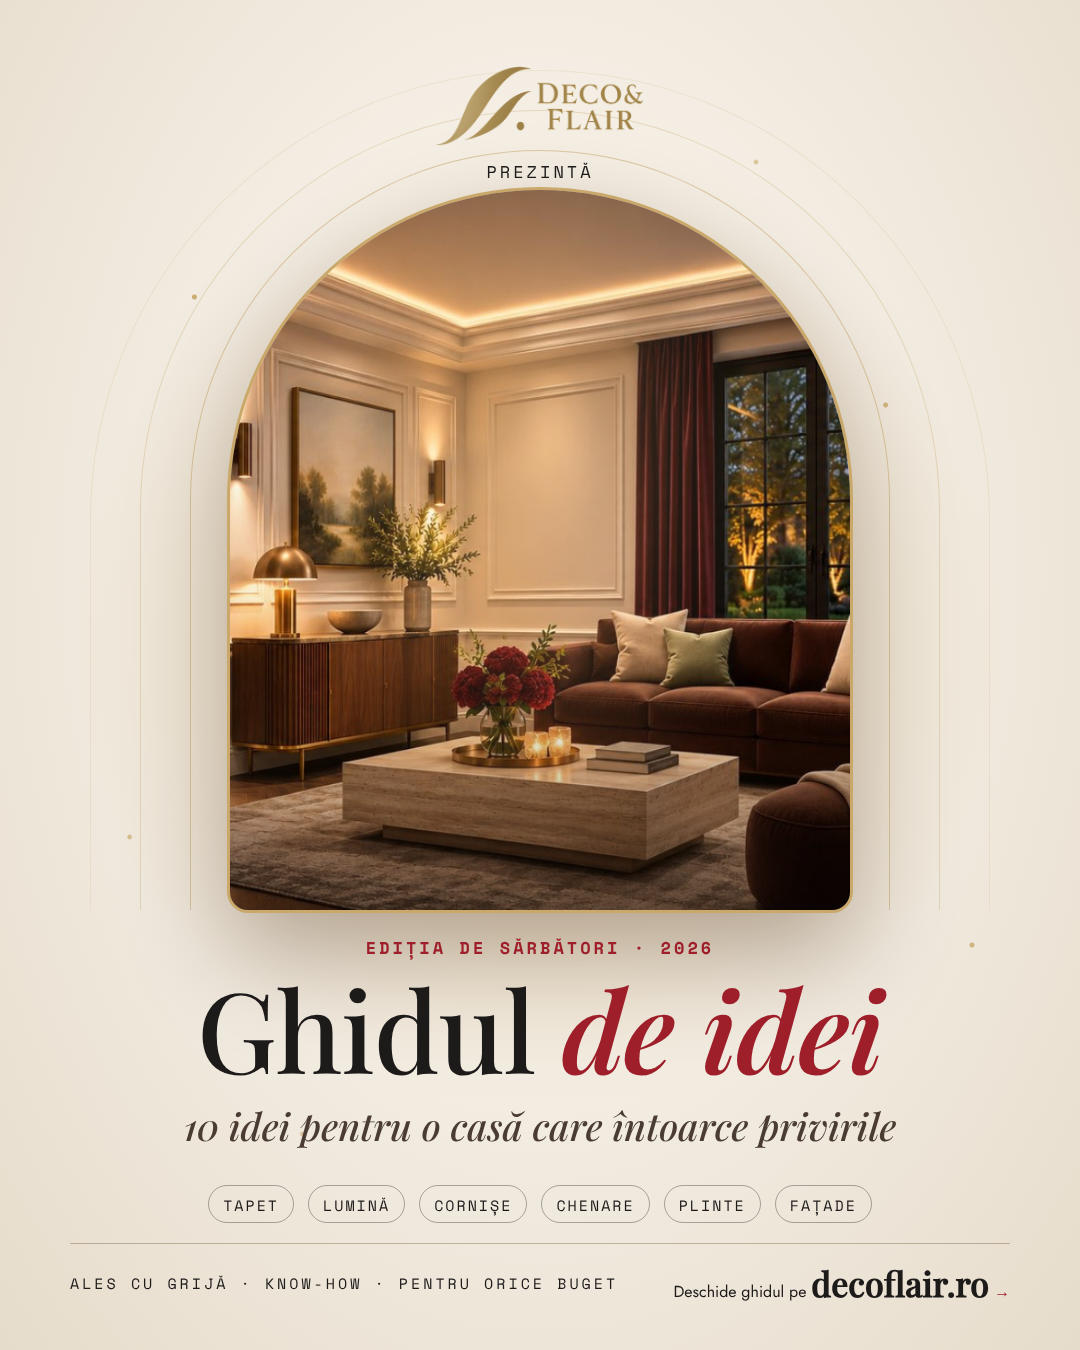 DECO&
FLAIR
PREZINTĂ
EDIȚIA DE SĂRBĂTORI · 2026
Ghidul de idei
10 idei pentru o casă care întoarce privirile
TAPET LUMINĂ CORNIȘE CHENARE PLINTE FAȚADE
ALES CU GRIJĂ · KNOW-HOW · PENTRU ORICE BUGET
Deschide ghidul pe decoflair.ro →